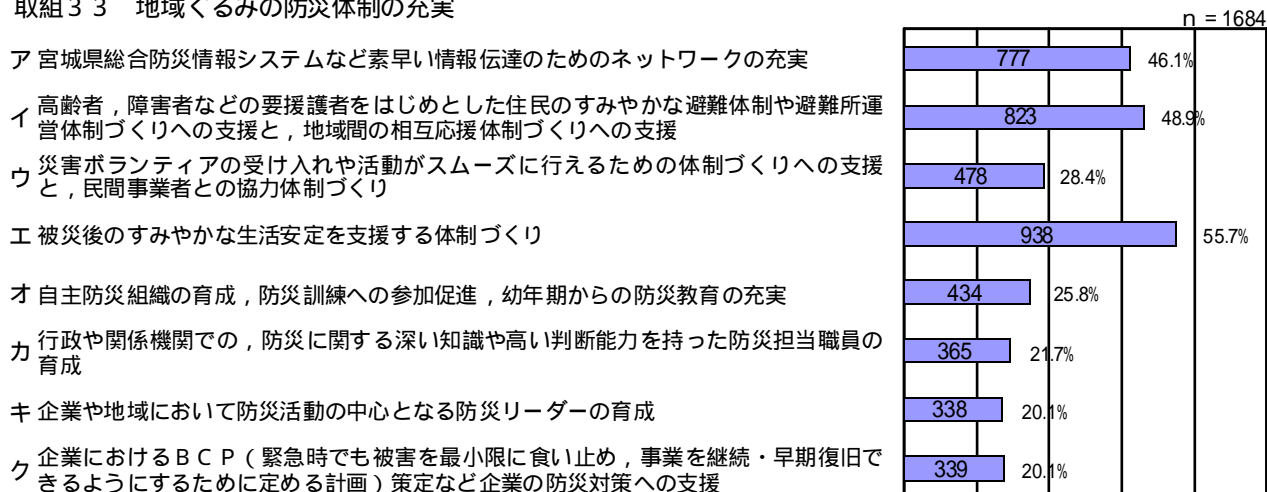 取組33 地域ぐるみの防災体制の充実
n = 1684
ア 宮城県総合防災情報システムなど素早い情報伝達のためのネットワークの充実
777 46.1%
イ 高齢者，障害者などの要援護者をはじめとした住民のすみやかな避難体制や避難所運
営体制づくりへの支援と，地域間の相互応援体制づくりへの支援
823 48.9%
ウ 災害ボランティアの受け入れや活動がスムーズに行えるための体制づくりへの支援
と，民間事業者との協力体制づくり
478 28.4%
エ 被災後のすみやかな生活安定を支援する体制づくり
938 55.7%
オ 自主防災組織の育成，防災訓練への参加促進，幼年期からの防災教育の充実
434 25.8%
カ 行政や関係機関での，防災に関する深い知識や高い判断能力を持った防災担当職員の
育成
365 21.7%
キ 企業や地域において防災活動の中心となる防災リーダーの育成
338 20.1%
ク 企業におけるＢＣＰ（緊急時でも被害を最小限に食い止め，事業を継続・早期復旧で
きるようにするために定める計画）策定など企業の防災対策への支援
339 20.1%